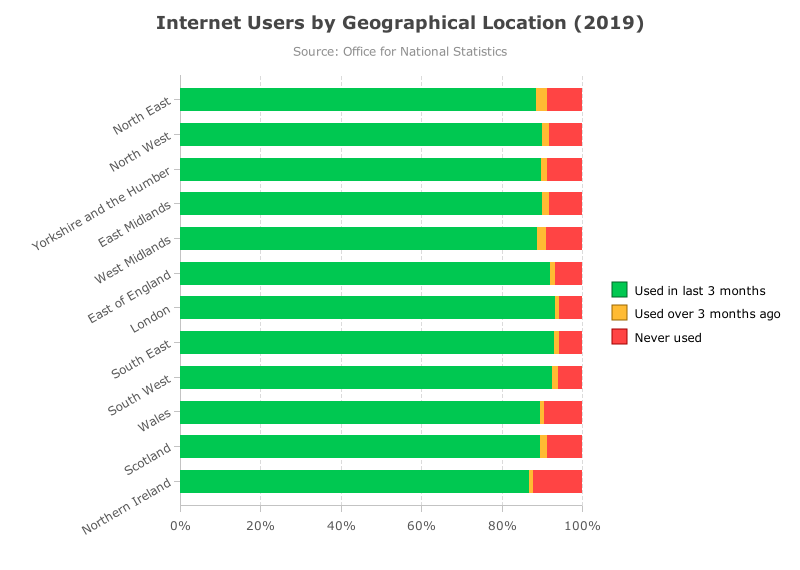 Internet Users by Geographical Location (2019)
Source: Office for National Statistics
North East
North West
Yorkshire and the Humber
East Midlands
West Midlands
East of England
London
South East
South West
Wales
Scotland
Northern Ireland
0% 20% 40% 60% 80% 100%
Used in last 3 months
Used over 3 months ago
Never used